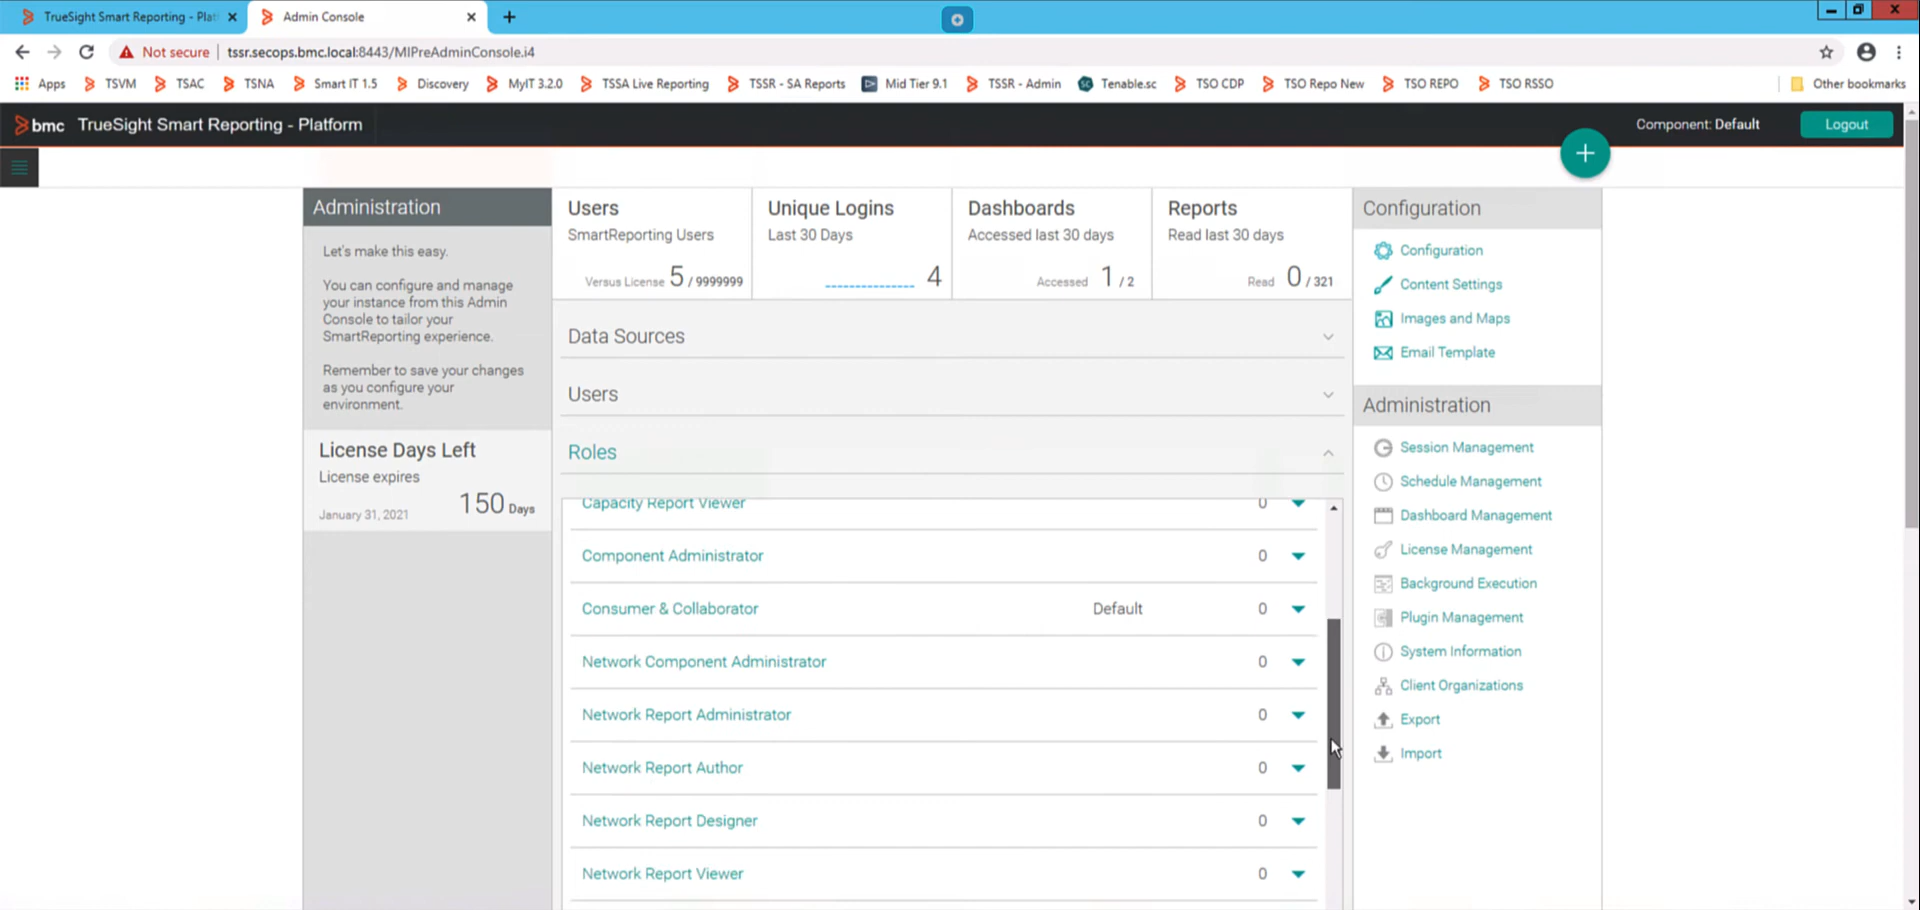 TrueSight Smart Reporting - Plat
Admin Console
Not secure tssr.secops.bmc.local:8443/MIPreAdminConsole.i4
Apps TSVM TSAC TSNA Smart IT 1.5 Discovery MyIT 3.2.0 TSSA Live Reporting TSSR - SA Reports Mid Tier 9.1 TSSR - Admin Tenable.sc TSO CDP TSO Repo New TSO REPO TSO RSSO Other bookmarks
bmc TrueSight Smart Reporting - Platform
Component: Default
Logout
Administration
Let's make this easy.
You can configure and manage
your instance from this Admin
Console to tailor your
SmartReporting experience.
Remember to save your changes
as you configure your
environment.
License Days Left
License expires
150 Days
January 31, 2021
Users
SmartReporting Users
Versus License 5 / 9999999
Unique Logins
Last 30 Days
4
Dashboards
Accessed last 30 days
Accessed 1 / 2
Reports
Read last 30 days
Read 0 / 321
Data Sources
Users
Roles
Capacity Report Viewer 0
Component Administrator 0
Consumer & Collaborator Default 0
Network Component Administrator 0
Network Report Administrator 0
Network Report Author 0
Network Report Designer 0
Network Report Viewer 0
Configuration
Configuration
Content Settings
Images and Maps
Email Template
Administration
Session Management
Schedule Management
Dashboard Management
License Management
Background Execution
Plugin Management
System Information
Client Organizations
Export
Import